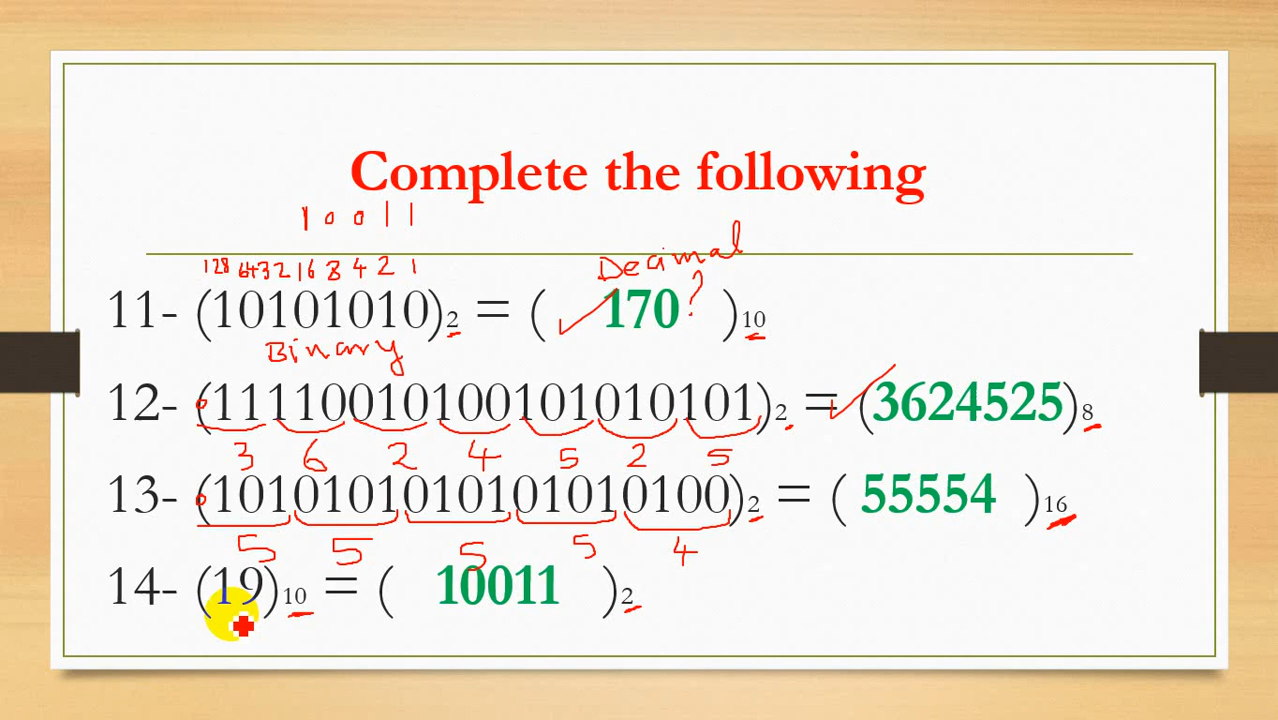 Complete the following
1 0 0 1 1
Decimal
128 64 32 16 8 4 2 1
11- (10101010)2 = ( 170 ? )10
Binary
12- (11110010100101010101)2 = (3624525)8
3 6 2 4 5 2 5
13- (1010101010101010100)2 = ( 55554 )16
5 5 5 5 4
14- (19)10 = ( 10011 )2